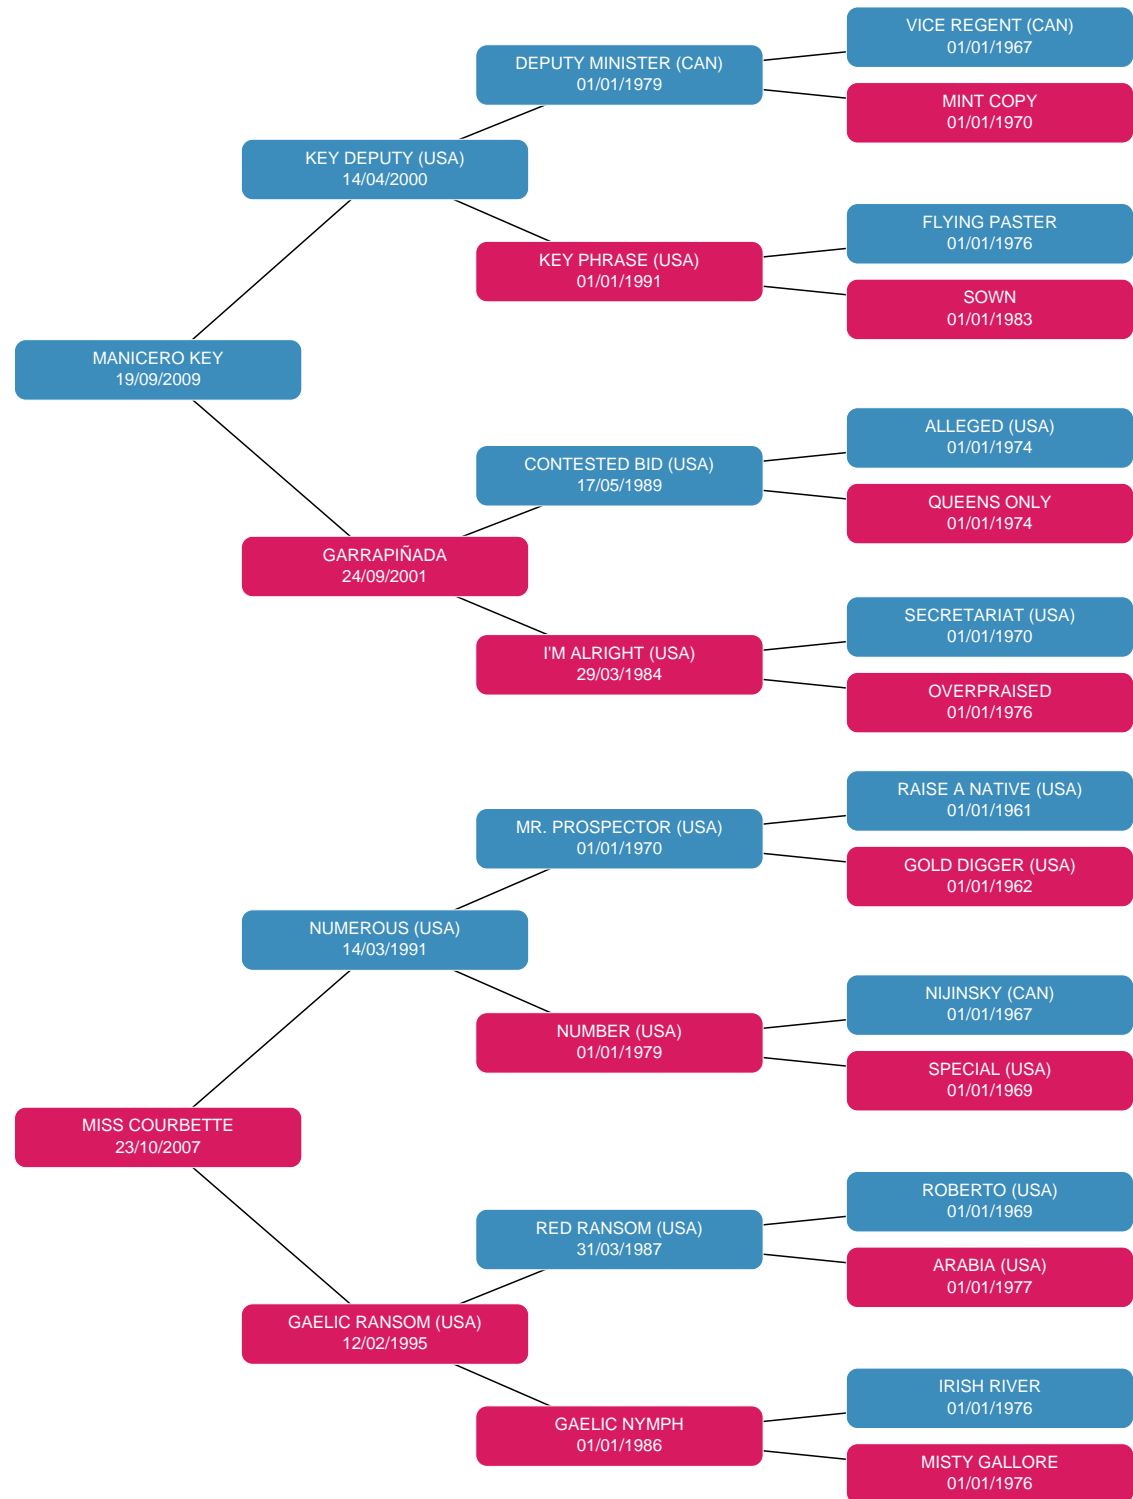 VICE REGENT (CAN)
01/01/1967
DEPUTY MINISTER (CAN)
01/01/1979
MINT COPY
01/01/1970
KEY DEPUTY (USA)
14/04/2000
FLYING PASTER
01/01/1976
KEY PHRASE (USA)
01/01/1991
SOWN
01/01/1983
MANICERO KEY
19/09/2009
ALLEGED (USA)
01/01/1974
CONTESTED BID (USA)
17/05/1989
QUEENS ONLY
01/01/1974
GARRAPIÑADA
24/09/2001
SECRETARIAT (USA)
01/01/1970
I'M ALRIGHT (USA)
29/03/1984
OVERPRAISED
01/01/1976
RAISE A NATIVE (USA)
01/01/1961
MR. PROSPECTOR (USA)
01/01/1970
GOLD DIGGER (USA)
01/01/1962
NUMEROUS (USA)
14/03/1991
NIJINSKY (CAN)
01/01/1967
NUMBER (USA)
01/01/1979
SPECIAL (USA)
01/01/1969
MISS COURBETTE
23/10/2007
ROBERTO (USA)
01/01/1969
RED RANSOM (USA)
31/03/1987
ARABIA (USA)
01/01/1977
GAELIC RANSOM (USA)
12/02/1995
IRISH RIVER
01/01/1976
GAELIC NYMPH
01/01/1986
MISTY GALLORE
01/01/1976